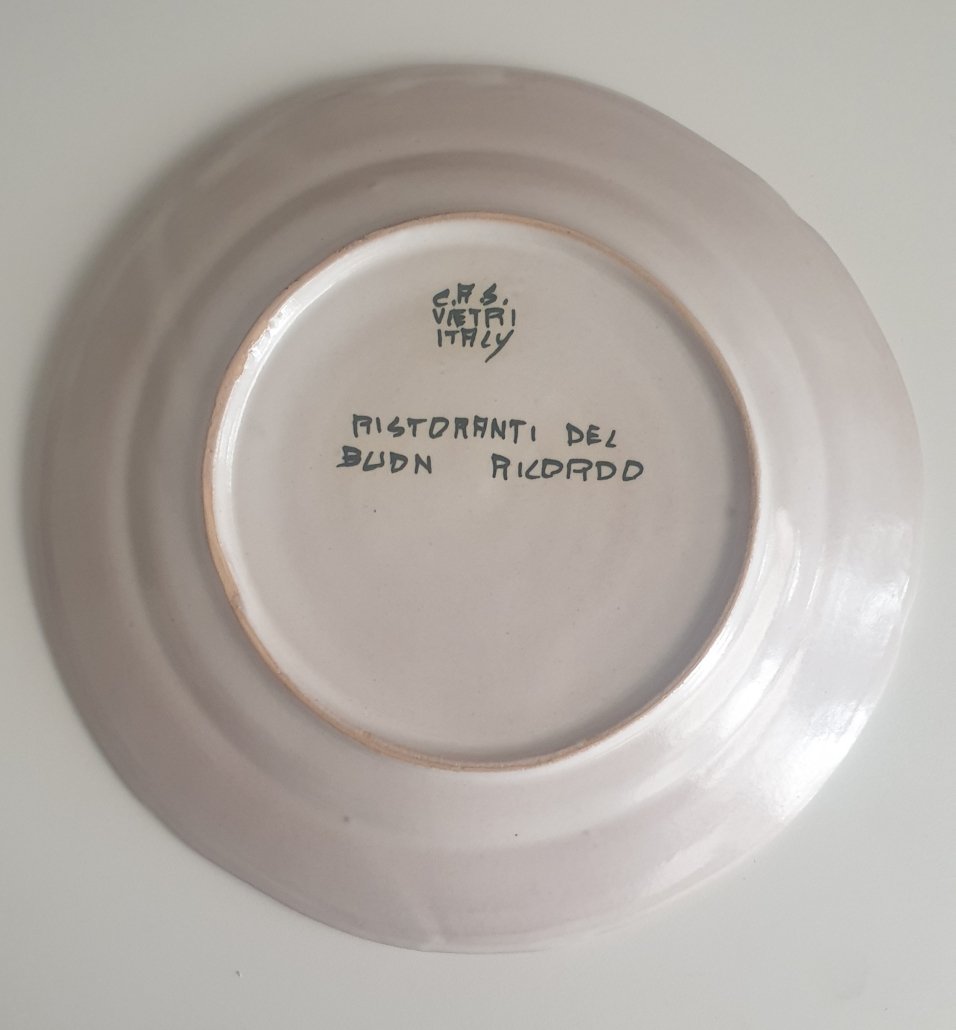 C.A.S.
VIETRI
ITALY
RISTORANTI DEL
BUON RICORDO